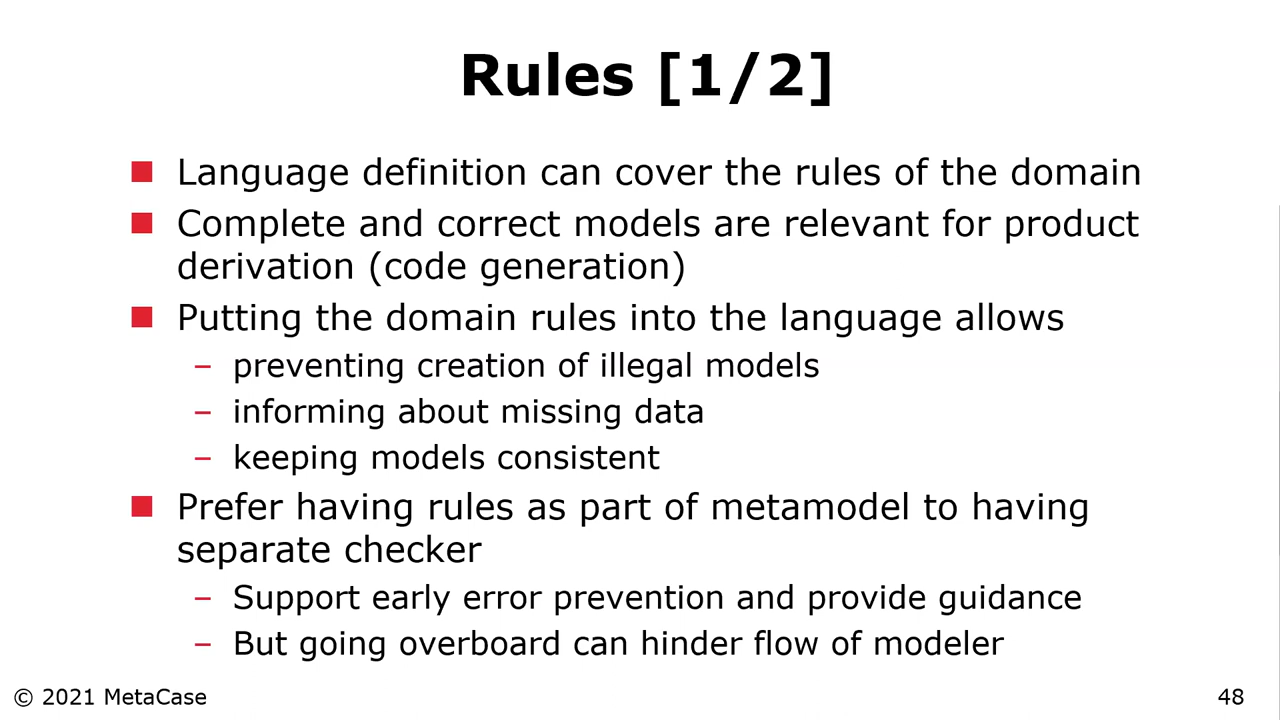 Rules [1/2]
Language definition can cover the rules of the domain
Complete and correct models are relevant for product
derivation (code generation)
Putting the domain rules into the language allows
– preventing creation of illegal models
– informing about missing data
– keeping models consistent
Prefer having rules as part of metamodel to having
separate checker
– Support early error prevention and provide guidance
– But going overboard can hinder flow of modeler
© 2021 MetaCase
48